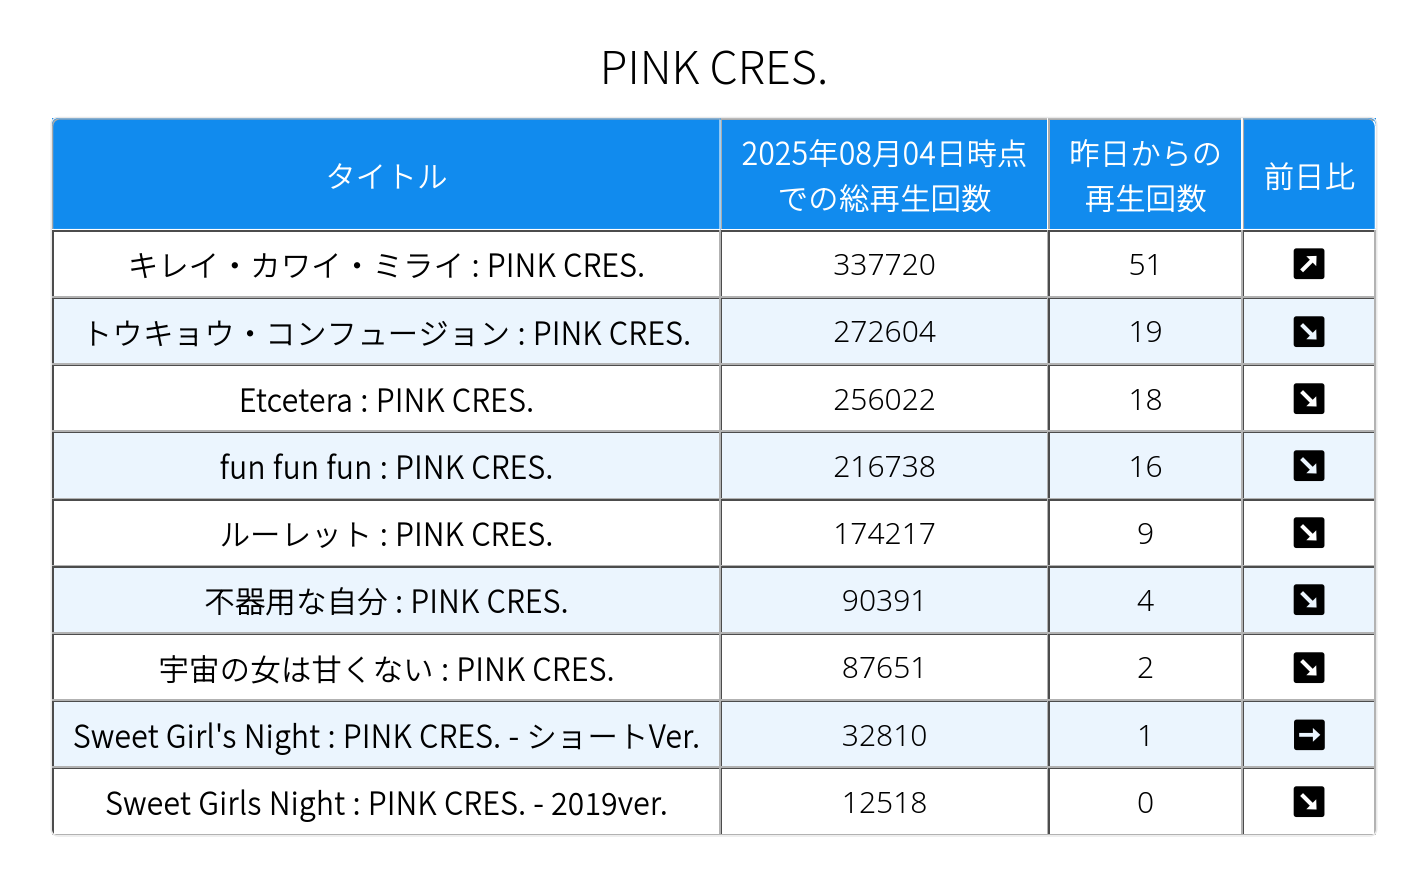 PINK CRES.
タイトル 2025年08月04日時点での総再生回数 昨日からの再生回数 前日比
キレイ・カワイ・ミライ : PINK CRES. 337720 51 ↗
トウキョウ・コンフュージョン : PINK CRES. 272604 19 ↘
Etcetera : PINK CRES. 256022 18 ↘
fun fun fun : PINK CRES. 216738 16 ↘
ルーレット : PINK CRES. 174217 9 ↘
不器用な自分 : PINK CRES. 90391 4 ↘
宇宙の女は甘くない : PINK CRES. 87651 2 ↘
Sweet Girl's Night : PINK CRES. - ショートVer. 32810 1 →
Sweet Girls Night : PINK CRES. - 2019ver. 12518 0 ↘